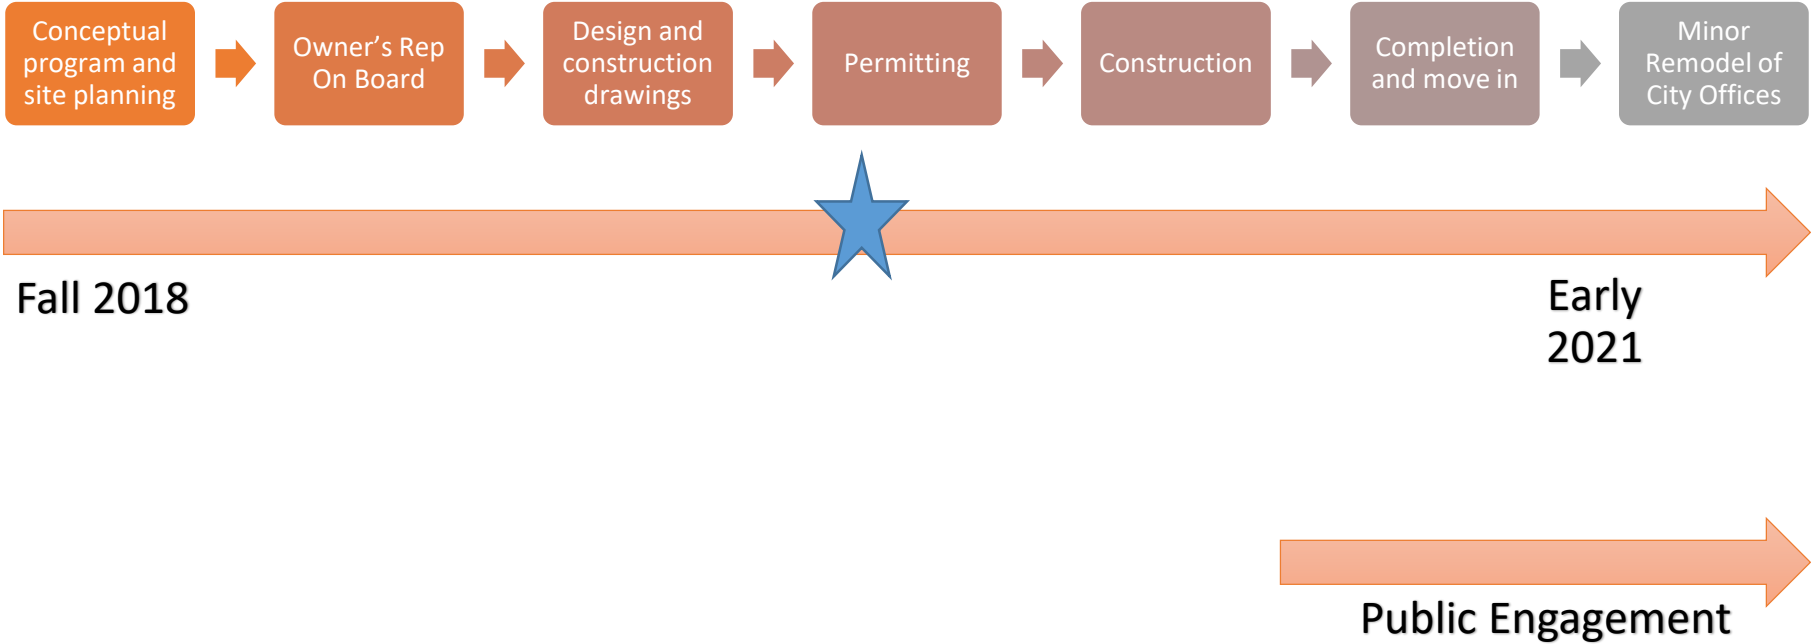 Conceptual
program and
site planning
Owner’s Rep
On Board
Design and
construction
drawings
Permitting
Construction
Completion
and move in
Minor
Remodel of
City Offices
Fall 2018
Early
2021
Public Engagement